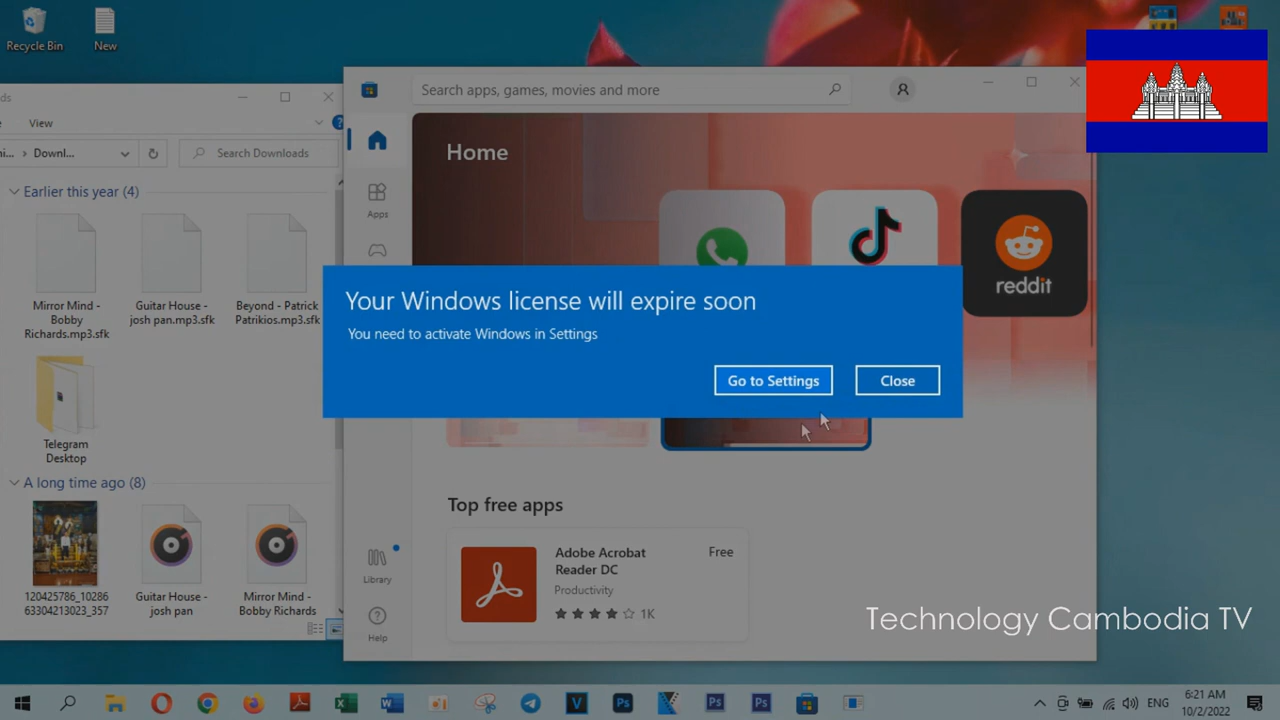 Recycle Bin
New
ds
View
i... › Downl...
Search Downloads
Earlier this year (4)
Mirror Mind -
Bobby
Richards.mp3.sfk
Guitar House -
josh pan.mp3.sfk
Beyond - Patrick
Patrikios.mp3.sfk
Telegram
Desktop
A long time ago (8)
120425786_10286
63304213023_357
Guitar House -
josh pan
Mirror Mind -
Bobby Richards
Search apps, games, movies and more
Home
Apps
reddit
Your Windows license will expire soon
You need to activate Windows in Settings
Go to Settings
Close
Top free apps
Adobe Acrobat
Reader DC
Free
Productivity
1K
Library
Help
Technology Cambodia TV
ENG
6:21 AM
10/2/2022